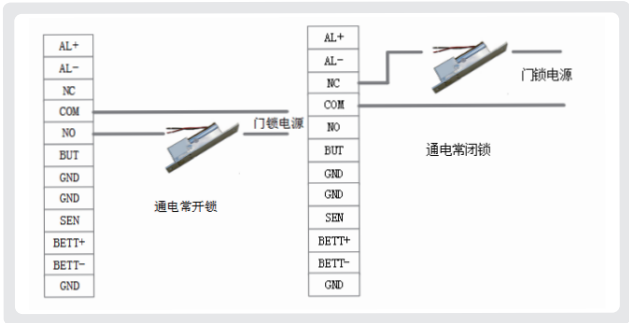 AL+
AL-
NC
COM
NO
BUT
GND
GND
SEN
BETT+
BETT-
GND
门锁电源
通电常开锁
AL+
AL-
NC
COM
NO
BUT
GND
GND
SEN
BETT+
BETT-
GND
门锁电源
通电常闭锁